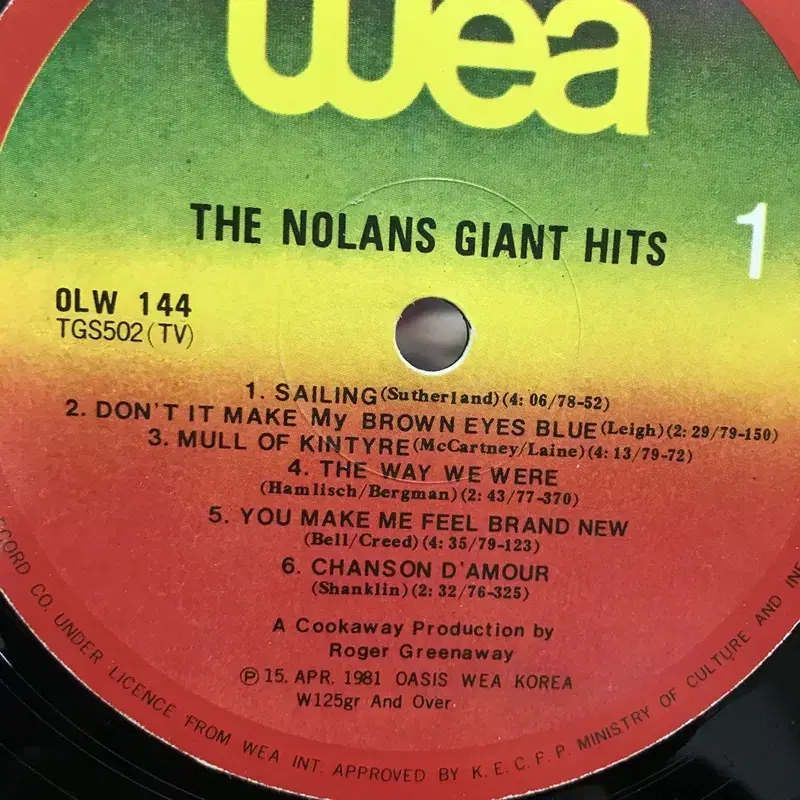 wea
THE NOLANS GIANT HITS
1
OLW 144
TGS502(TV)
1. SAILING(Sutherland)(4: 06/78-52)
2. DON'T IT MAKE My BROWN EYES BLUE(Leigh)(2: 29/79-150)
3. MULL OF KINTYRE(McCartney/Laine)(4: 13/79-72)
4. THE WAY WE WERE
(Hamlisch/Bergman)(2: 43/77-370)
5. YOU MAKE ME FEEL BRAND NEW
(Bell/Creed)(4: 35/79-123)
6. CHANSON D'AMOUR
(Shanklin)(2: 32/76-325)
A Cookaway Production by
Roger Greenaway
℗15. APR. 1981 OASIS WEA KOREA
W125gr And Over.
RECORD CO. UNDER LICENCE FROM WEA INT. APPROVED BY K. E. C. F. P. MINISTRY OF CULTURE AND